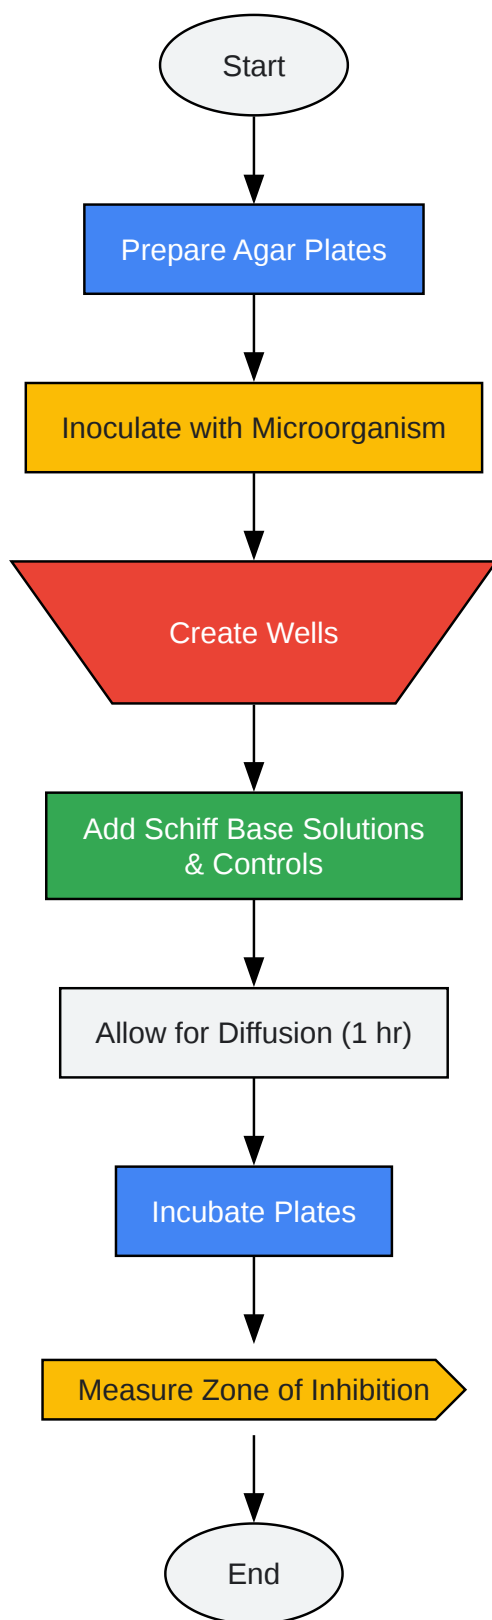 Start
Prepare Agar Plates
Inoculate with Microorganism
Create Wells
Add Schiff Base Solutions
& Controls
Allow for Diffusion (1 hr)
Incubate Plates
Measure Zone of Inhibition
End